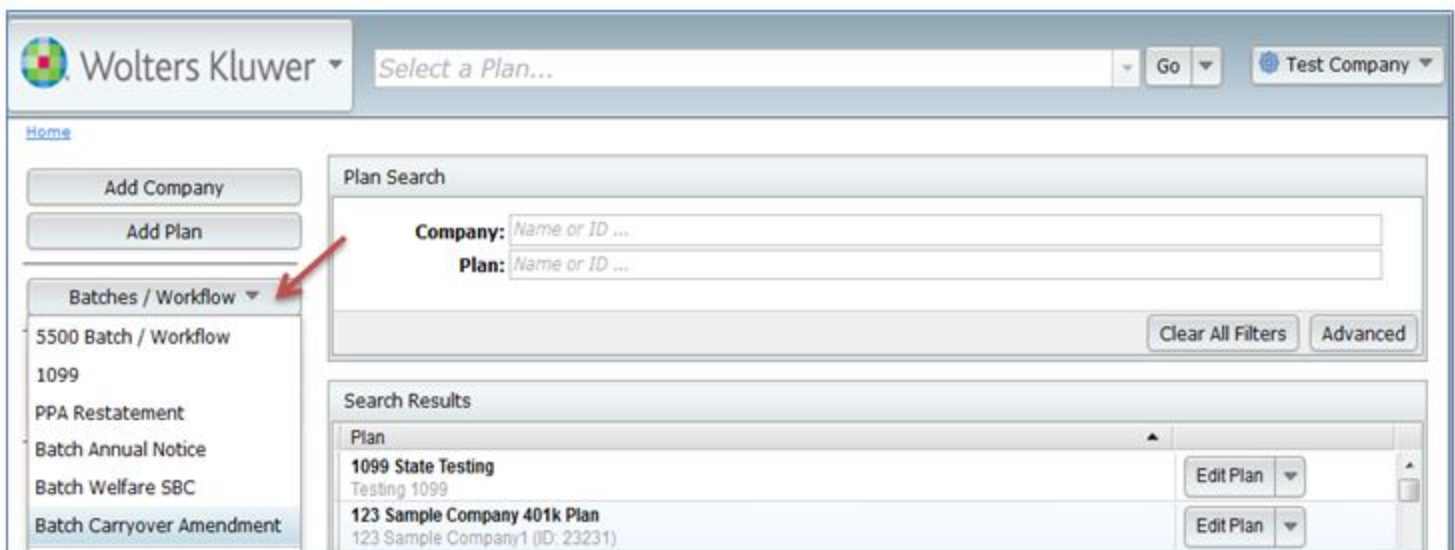 Wolters Kluwer
Select a Plan...
Go
Test Company
Home
Add Company
Add Plan
Batches / Workflow
5500 Batch / Workflow
1099
PPA Restatement
Batch Annual Notice
Batch Welfare SBC
Batch Carryover Amendment
Plan Search
Company: Name or ID ...
Plan: Name or ID ...
Clear All Filters
Advanced
Search Results
Plan
1099 State Testing
Testing 1099
Edit Plan
123 Sample Company 401k Plan
123 Sample Company1 (ID: 23231)
Edit Plan